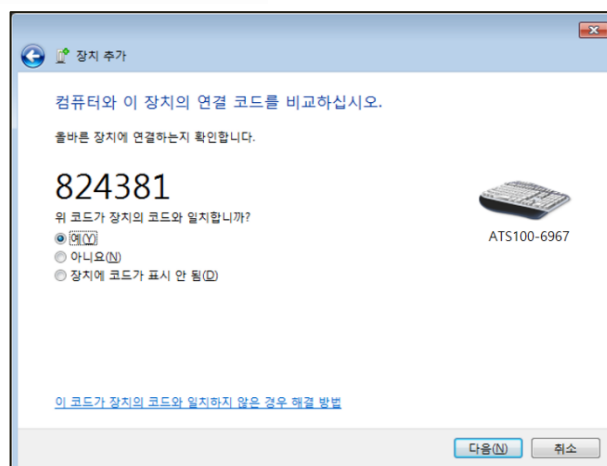 장치 추가
컴퓨터와 이 장치의 연결 코드를 비교하십시오.
올바른 장치에 연결하는지 확인합니다.
824381
위 코드가 장치의 코드와 일치합니까?
예(Y)
아니요(N)
장치에 코드가 표시 안 됨(D)
ATS100-6967
이 코드가 장치의 코드와 일치하지 않은 경우 해결 방법
다음(N)
취소